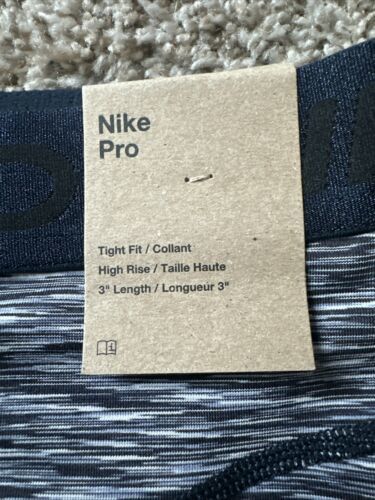 Nike
Pro
Tight Fit / Collant
High Rise / Taille Haute
3" Length / Longueur 3"